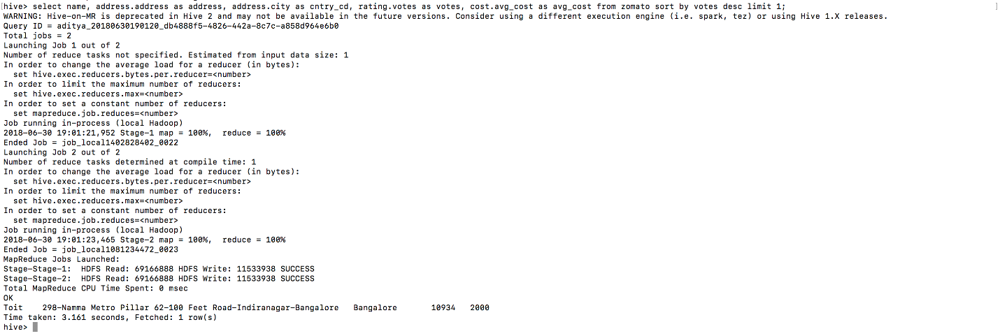 hive> select name, address.address as address, address.city as cntry_cd, rating.votes as votes, cost.avg_cost as avg_cost from zomato sort by votes desc limit 1;
WARNING: Hive-on-MR is deprecated in Hive 2 and may not be available in the future versions. Consider using a different execution engine (i.e. spark, tez) or using Hive 1.X releases.
Query ID = aditya_20180630190120_db4888f5-4826-442a-8c7c-a858d964e6b0
Total jobs = 2
Launching Job 1 out of 2
Number of reduce tasks not specified. Estimated from input data size: 1
In order to change the average load for a reducer (in bytes):
  set hive.exec.reducers.bytes.per.reducer=<number>
In order to limit the maximum number of reducers:
  set hive.exec.reducers.max=<number>
In order to set a constant number of reducers:
  set mapreduce.job.reduces=<number>
Job running in-process (local Hadoop)
2018-06-30 19:01:21,952 Stage-1 map = 100%,  reduce = 100%
Ended Job = job_local1402828402_0022
Launching Job 2 out of 2
Number of reduce tasks determined at compile time: 1
In order to change the average load for a reducer (in bytes):
  set hive.exec.reducers.bytes.per.reducer=<number>
In order to limit the maximum number of reducers:
  set hive.exec.reducers.max=<number>
In order to set a constant number of reducers:
  set mapreduce.job.reduces=<number>
Job running in-process (local Hadoop)
2018-06-30 19:01:23,465 Stage-2 map = 100%,  reduce = 100%
Ended Job = job_local1081234472_0023
MapReduce Jobs Launched:
Stage-Stage-1:  HDFS Read: 69166888 HDFS Write: 11533938 SUCCESS
Stage-Stage-2:  HDFS Read: 69166888 HDFS Write: 11533938 SUCCESS
Total MapReduce CPU Time Spent: 0 msec
OK
Toit    298-Namma Metro Pillar 62-100 Feet Road-Indiranagar-Bangalore   Bangalore       10934   2000
Time taken: 3.161 seconds, Fetched: 1 row(s)
hive>